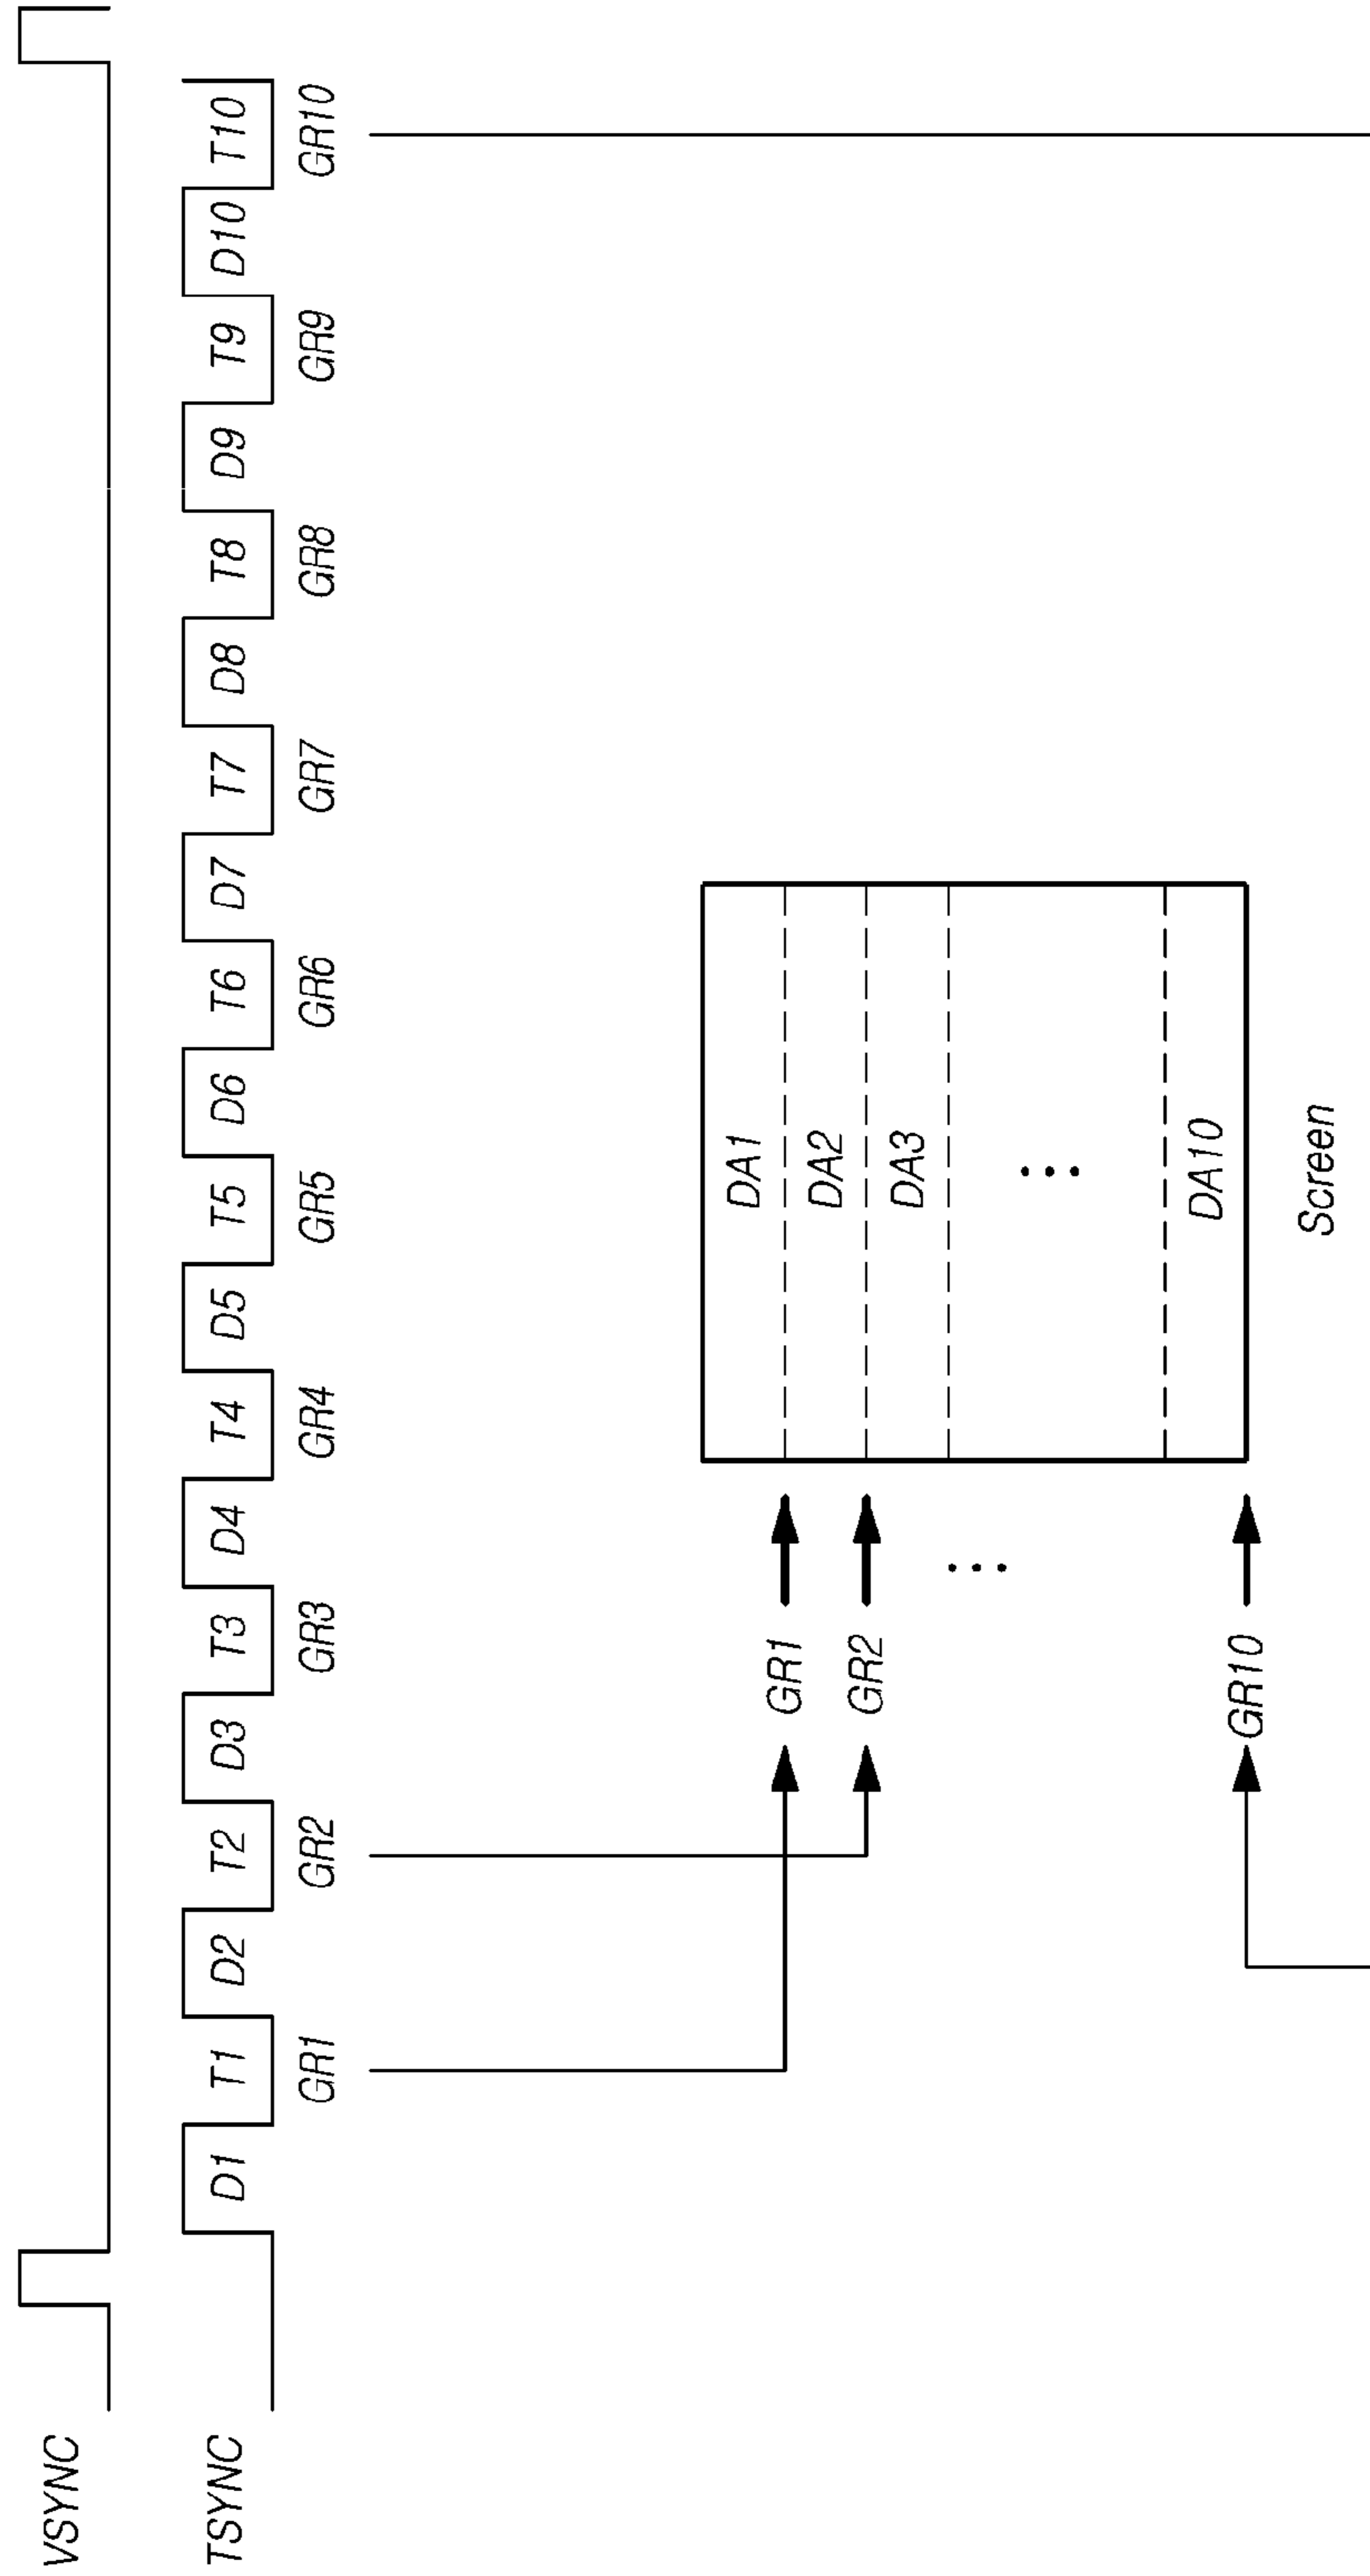 VSYNC
TSYNC D1 T1 D2 T2 D3 T3 D4 T4 D5 T5 D6 T6 D7 T7 D8 T8 D9 T9 D10 T10
GR1 GR2 GR3 GR4 GR5 GR6 GR7 GR8 GR9 GR10
DA1
GR1
DA2
GR2
DA3
...
...
DA10
GR10
Screen